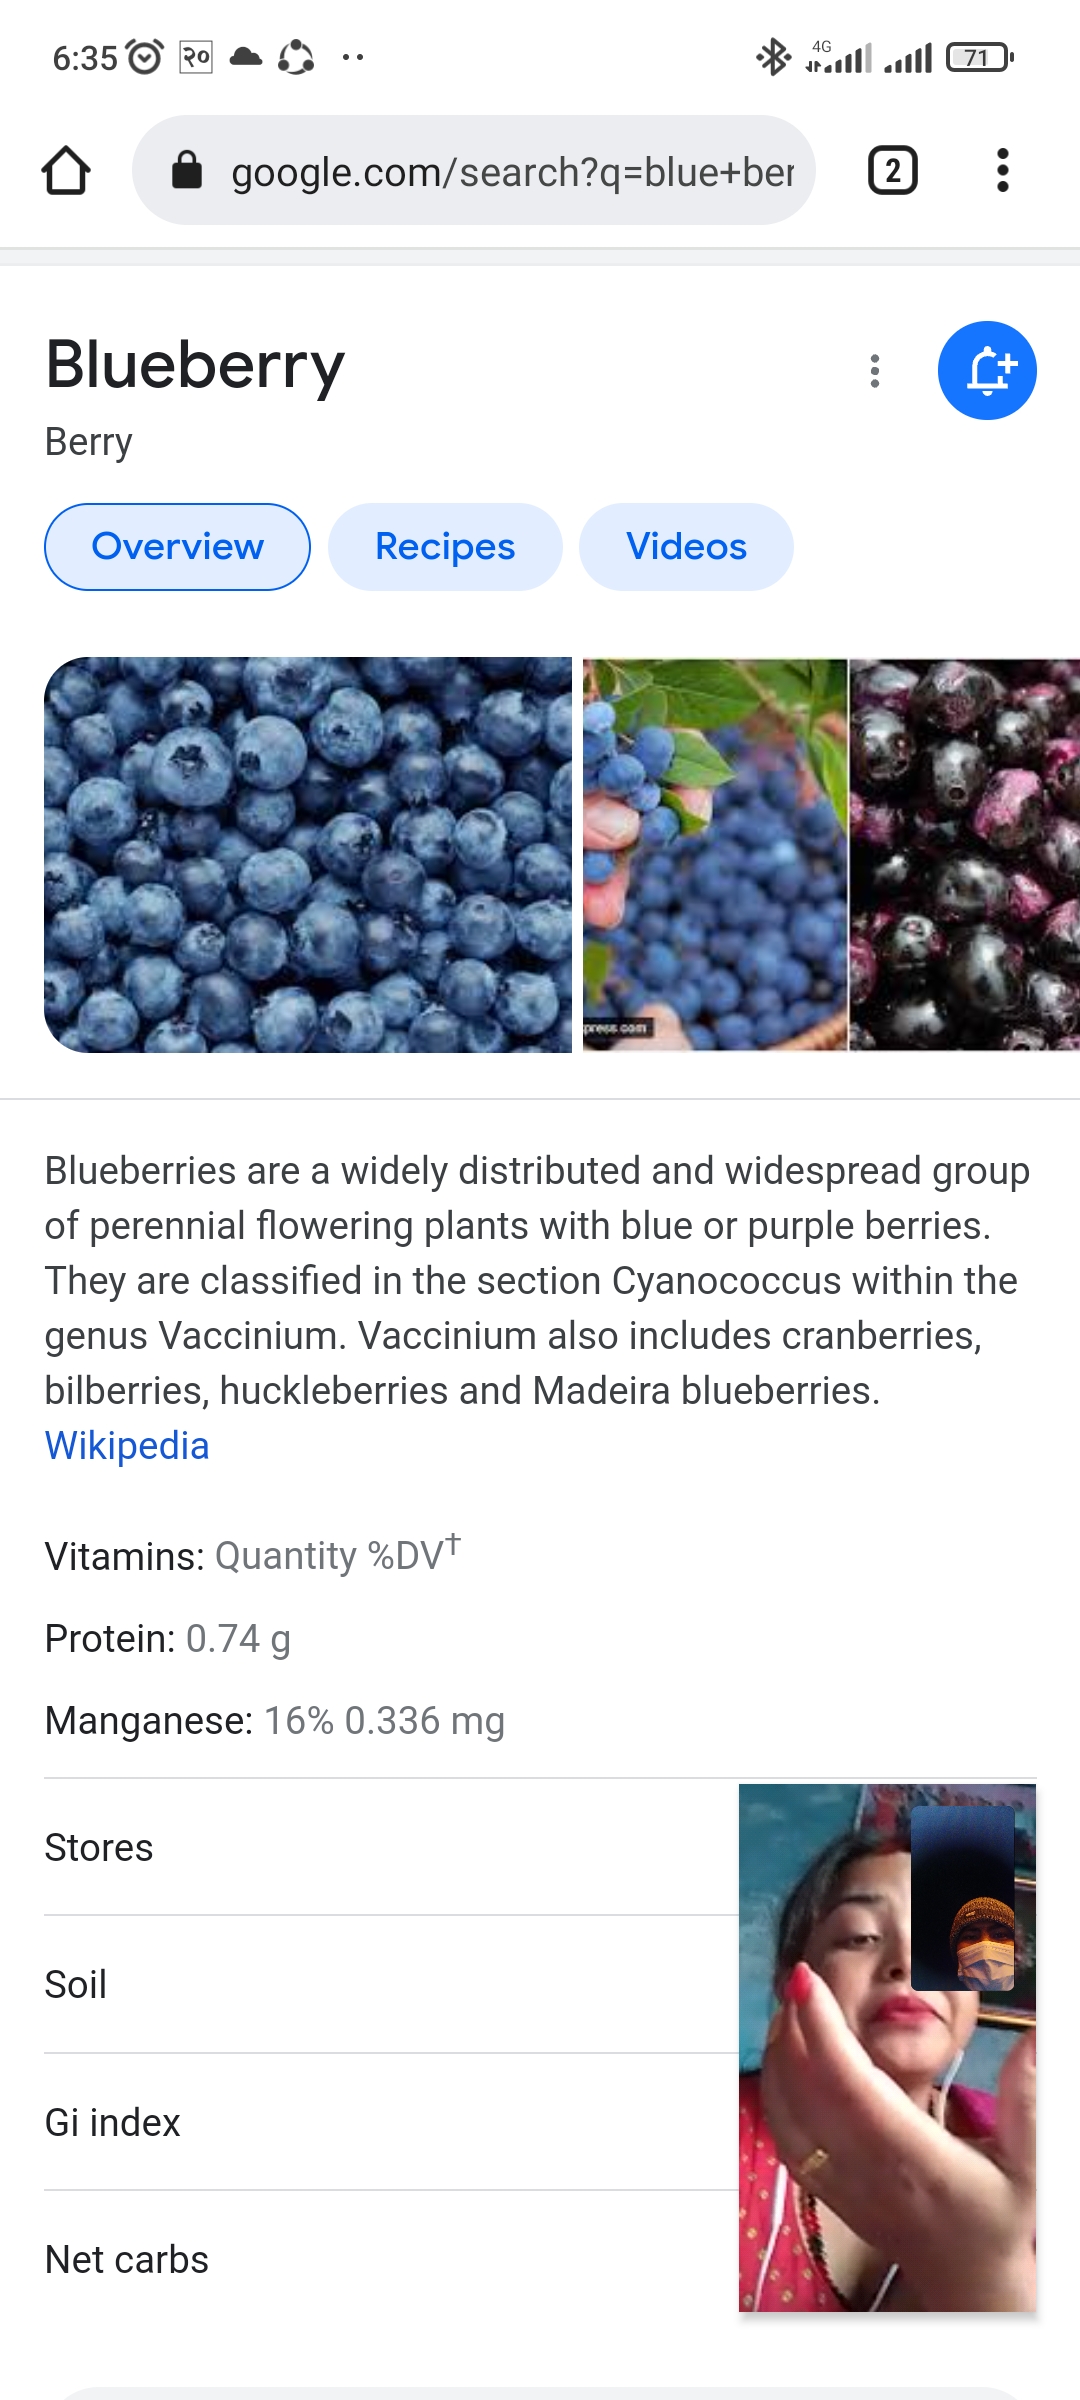 6:35 २० 4G 71
google.com/search?q=blue+ber
2
Blueberry
Berry
Overview Recipes Videos
press com
Blueberries are a widely distributed and widespread group
of perennial flowering plants with blue or purple berries.
They are classified in the section Cyanococcus within the
genus Vaccinium. Vaccinium also includes cranberries,
bilberries, huckleberries and Madeira blueberries.
Wikipedia
Vitamins: Quantity %DV†
Protein: 0.74 g
Manganese: 16% 0.336 mg
Stores
Soil
Gi index
Net carbs